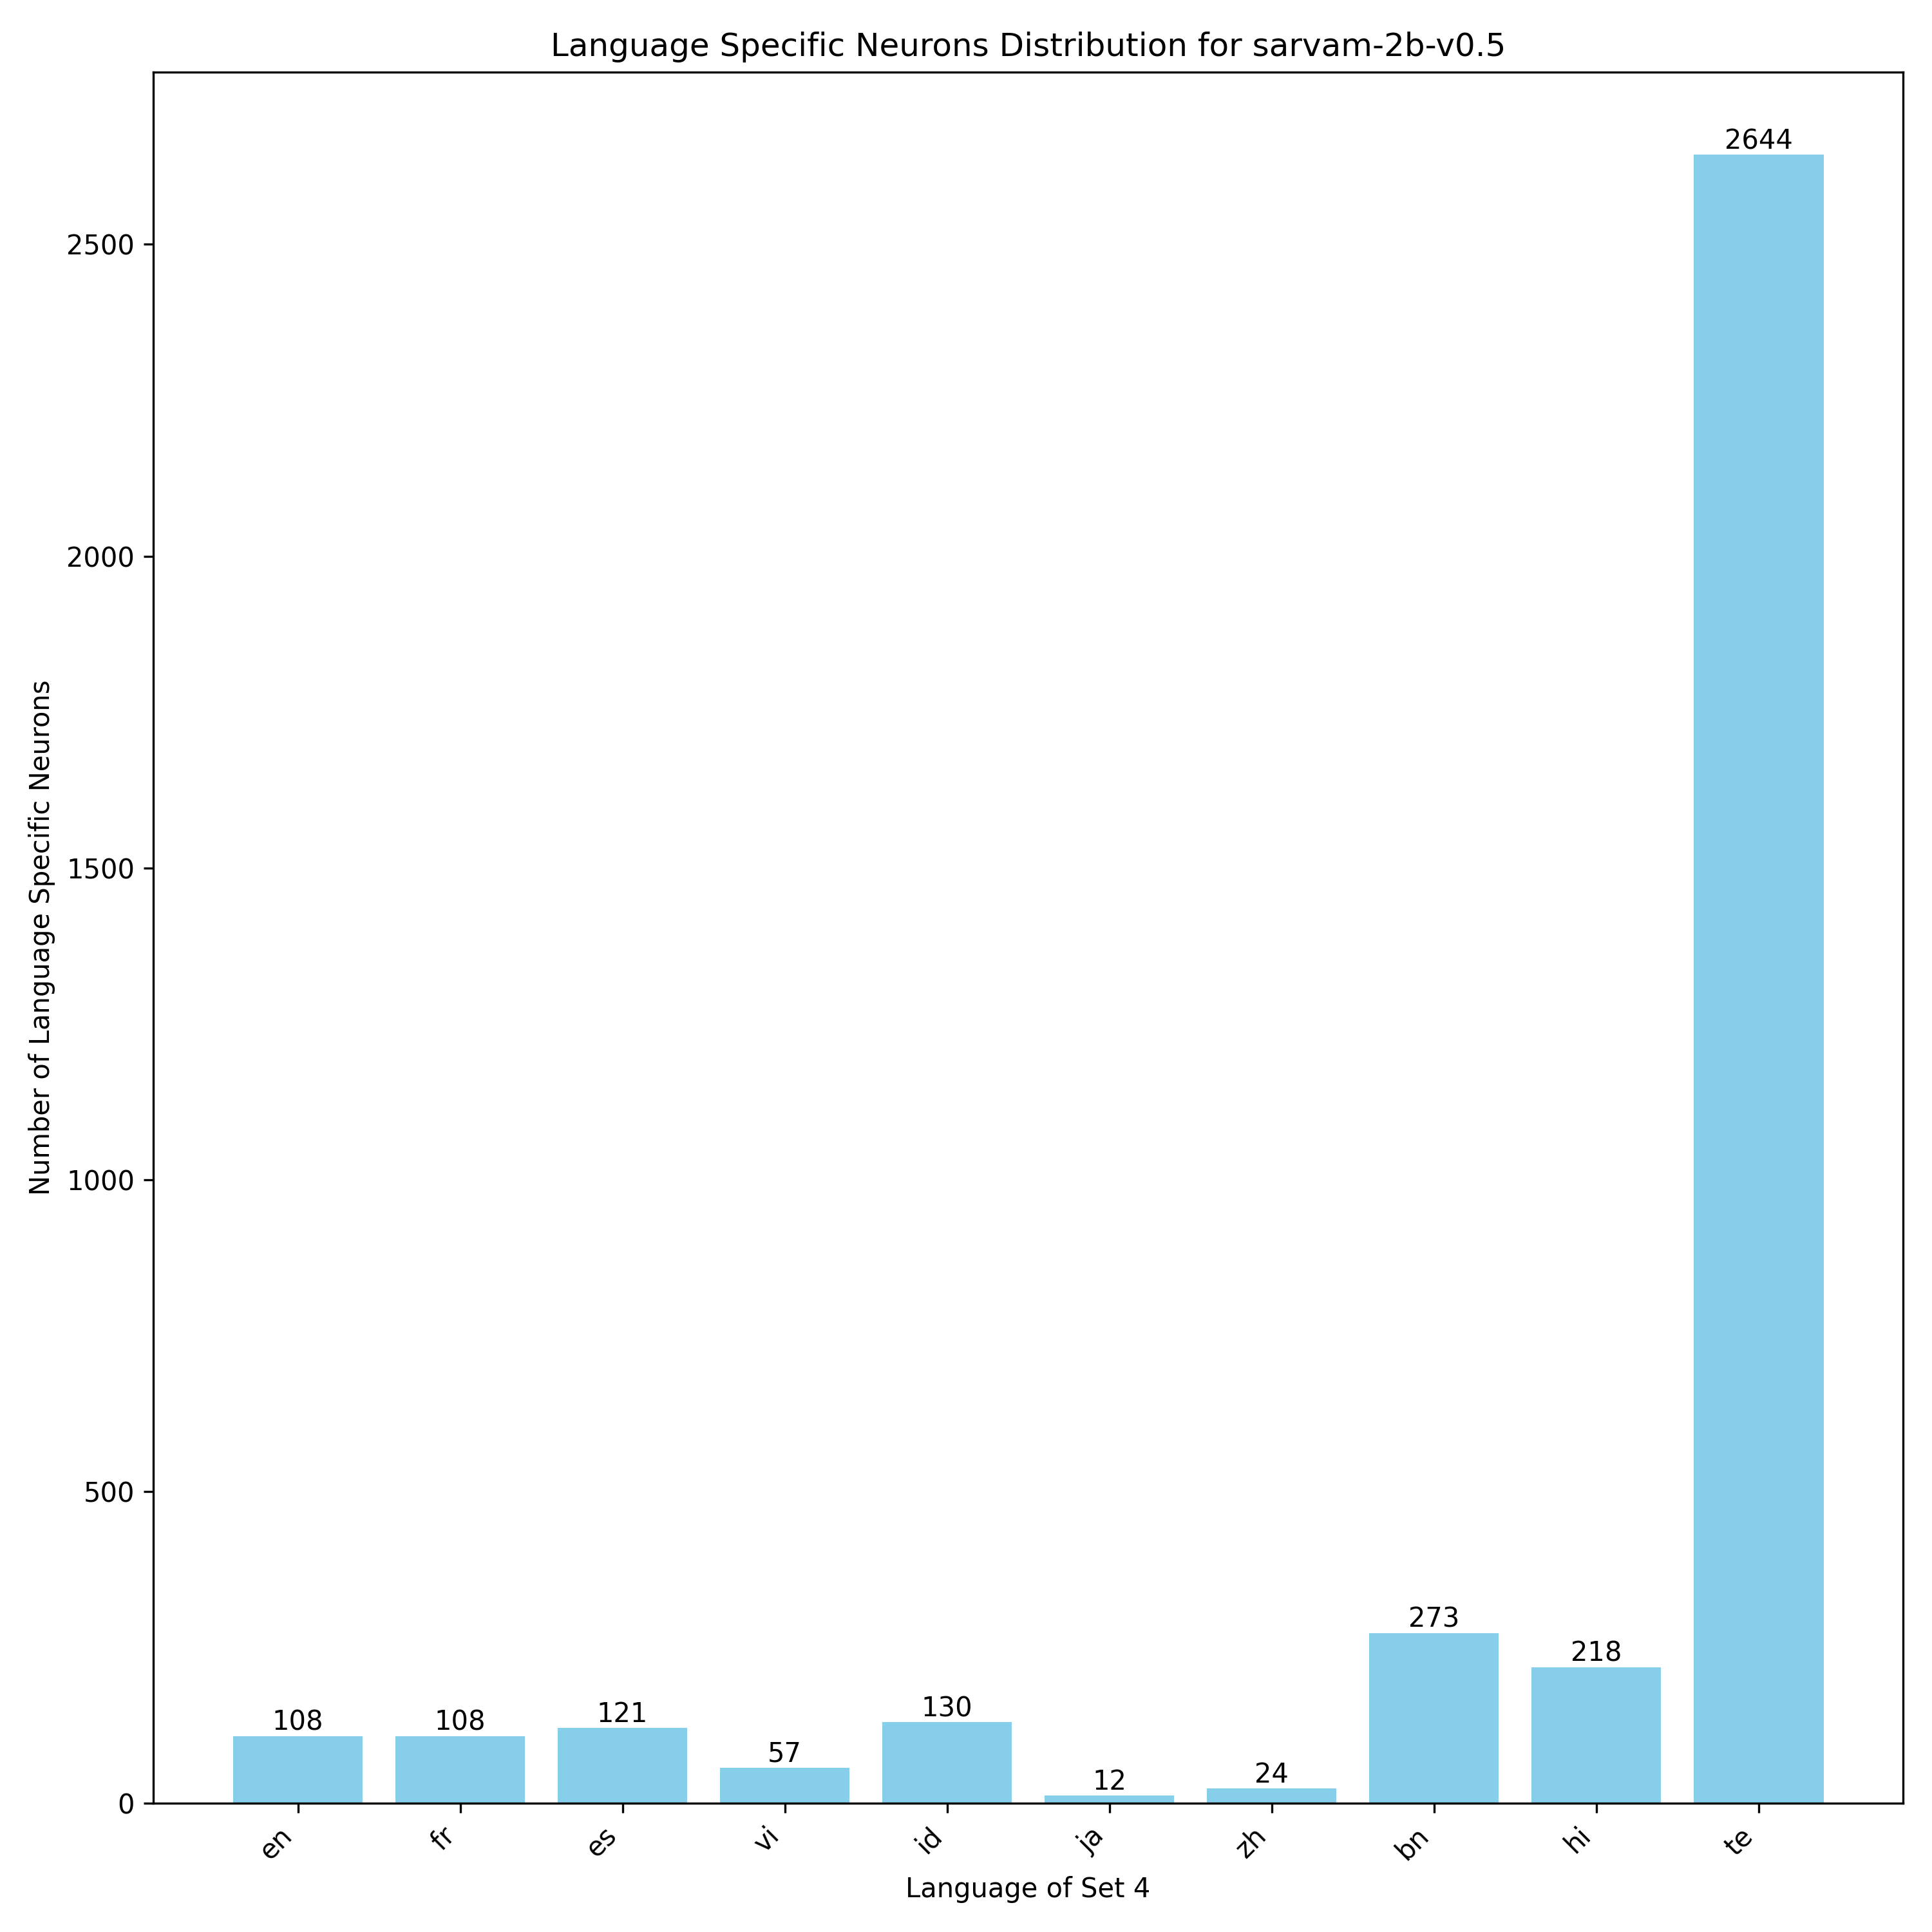 Language Specific Neurons Distribution for sarvam-2b-v0.5
Number of Language Specific Neurons
2500
2000
1500
1000
500
0
108
108
121
57
130
12
24
273
218
2644
en
fr
es
vi
id
ja
zh
bn
hi
te
Language of Set 4